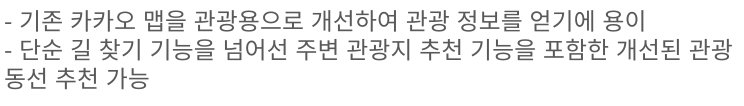 - 기존 카카오 맵을 관광용으로 개선하여 관광 정보를 얻기에 용이
- 단순 길 찾기 기능을 넘어선 주변 관광지 추천 기능을 포함한 개선된 관광
동선 추천 가능